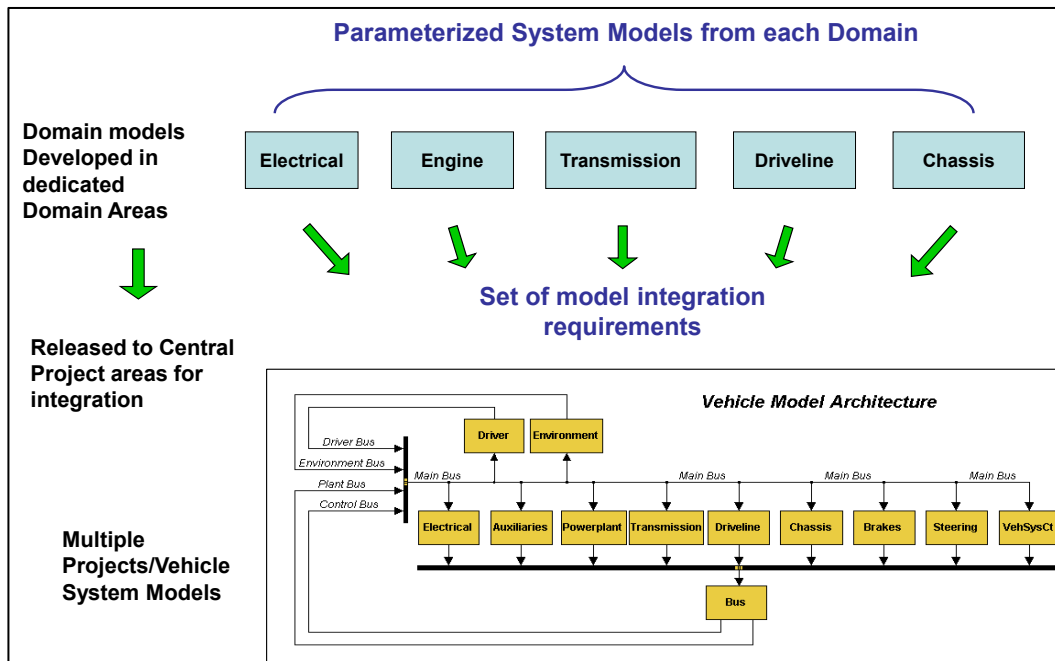 Parameterized System Models from each Domain
Domain models
Developed in
dedicated
Domain Areas
Electrical
Engine
Transmission
Driveline
Chassis
Set of model integration
requirements
Released to Central
Project areas for
integration
Vehicle Model Architecture
Driver
Environment
Driver Bus
Environment Bus
Plant Bus
Control Bus
Main Bus
Main Bus
Main Bus
Main Bus
Electrical
Auxiliaries
Powerplant
Transmission
Driveline
Chassis
Brakes
Steering
VehSysCt
Multiple
Projects/Vehicle
System Models
Bus